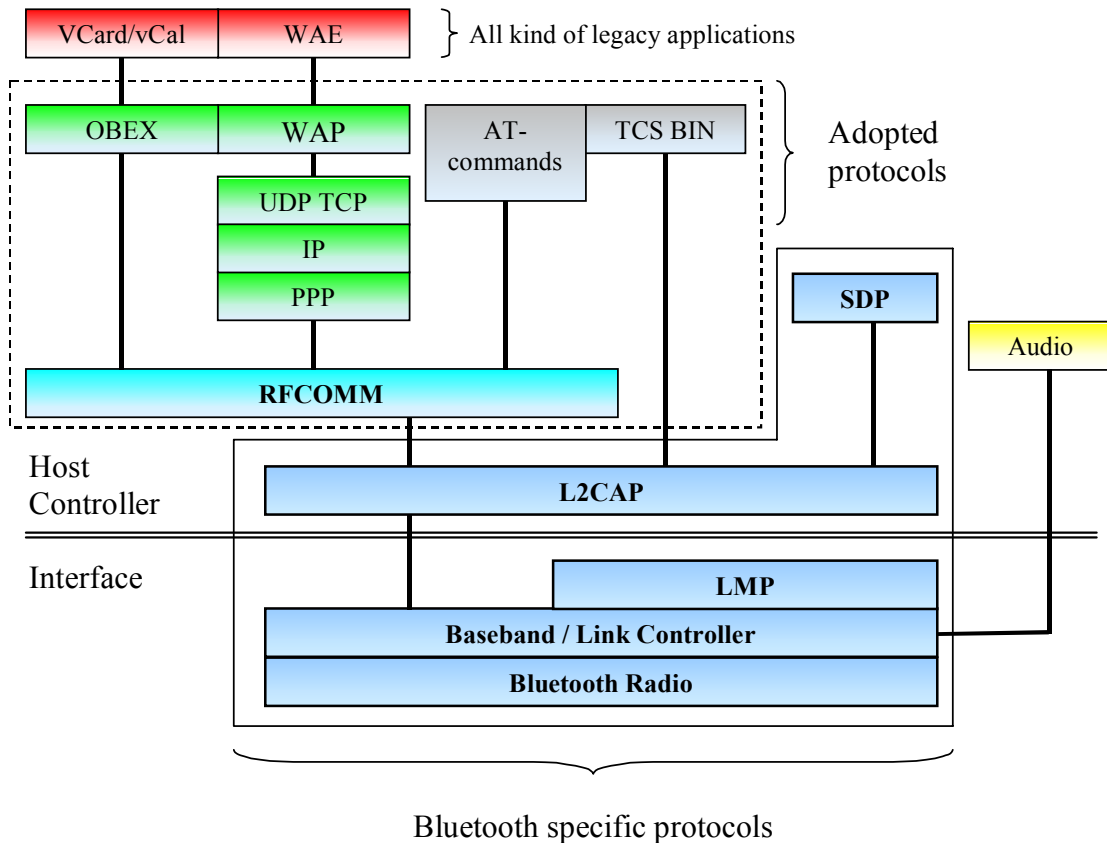 VCard/vCal
WAE
All kind of legacy applications
OBEX
WAP
AT-
commands
TCS BIN
Adopted
protocols
UDP TCP
IP
PPP
SDP
Audio
RFCOMM
Host
Controller
L2CAP
Interface
LMP
Baseband / Link Controller
Bluetooth Radio
Bluetooth specific protocols